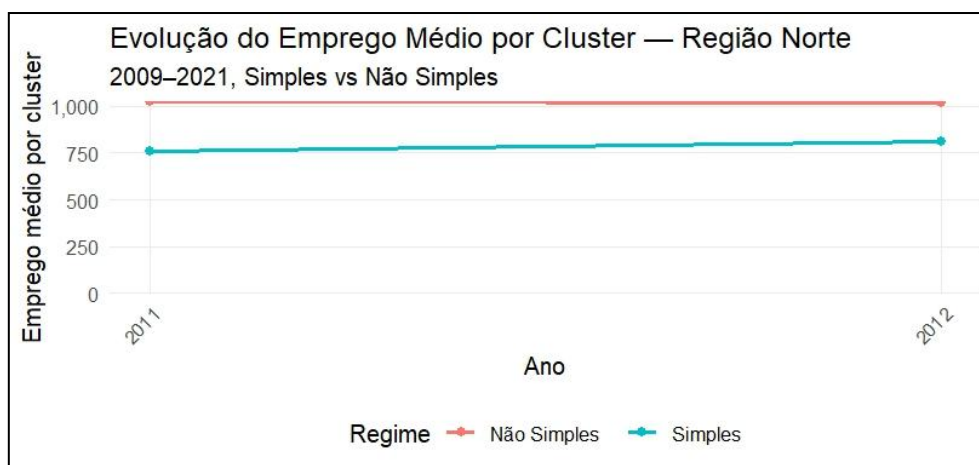 Evolução do Emprego Médio por Cluster — Região Norte
2009–2021, Simples vs Não Simples
Emprego médio por cluster
1,000
750
500
250
0
2011
2012
Ano
Regime
Não Simples
Simples